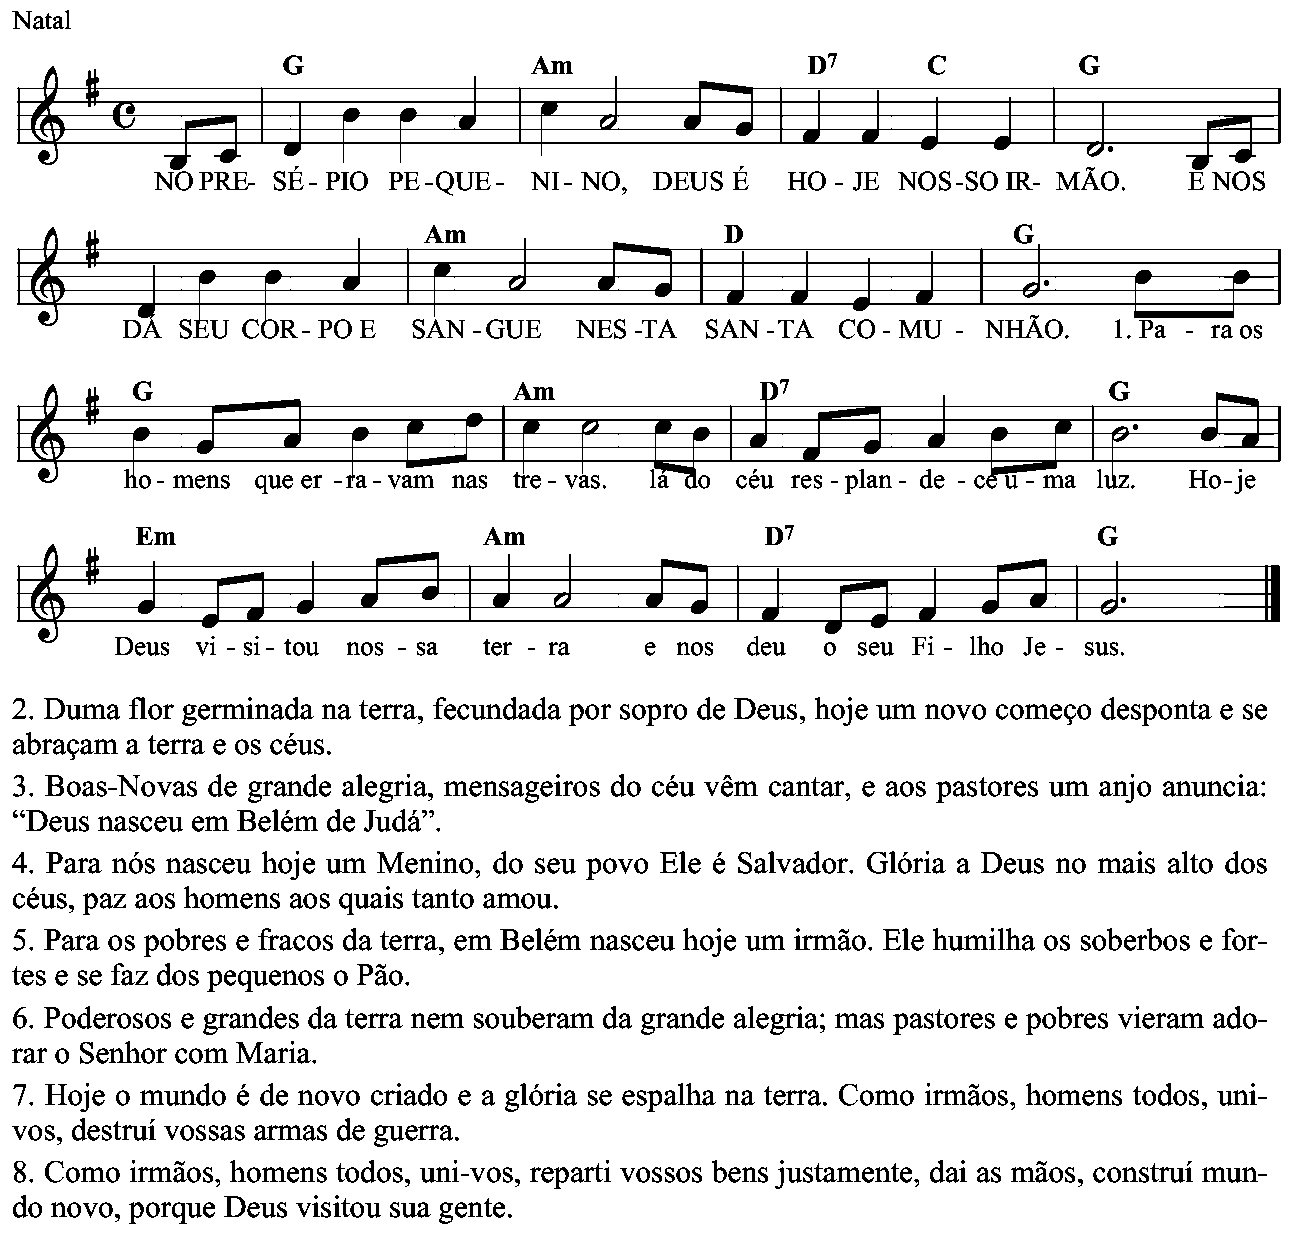 Natal
G Am D7 C G
NO PRE- SÉ - PIO PE - QUE - NI - NO, DEUS É HO - JE NOS-SO IR- MÃO. E NOS
Am D G
DÁ SEU COR - PO E SAN - GUE NES - TA SAN - TA CO - MU - NHÃO. 1. Pa - ra os
G Am D7 G
ho - mens que er - ra - vam nas tre - vas. lá do céu res - plan - de - ce u - ma luz. Ho - je
Em Am D7 G
Deus vi - si - tou nos - sa ter - ra e nos deu o seu Fi - lho Je - sus.
2. Duma flor germinada na terra, fecundada por sopro de Deus, hoje um novo começo desponta e se
abraçam a terra e os céus.
3. Boas-Novas de grande alegria, mensageiros do céu vêm cantar, e aos pastores um anjo anuncia:
“Deus nasceu em Belém de Judá”.
4. Para nós nasceu hoje um Menino, do seu povo Ele é Salvador. Glória a Deus no mais alto dos
céus, paz aos homens aos quais tanto amou.
5. Para os pobres e fracos da terra, em Belém nasceu hoje um irmão. Ele humilha os soberbos e for-
tes e se faz dos pequenos o Pão.
6. Poderosos e grandes da terra nem souberam da grande alegria; mas pastores e pobres vieram ado-
rar o Senhor com Maria.
7. Hoje o mundo é de novo criado e a glória se espalha na terra. Como irmãos, homens todos, uni-
vos, destruí vossas armas de guerra.
8. Como irmãos, homens todos, uni-vos, reparti vossos bens justamente, dai as mãos, construí mun-
do novo, porque Deus visitou sua gente.